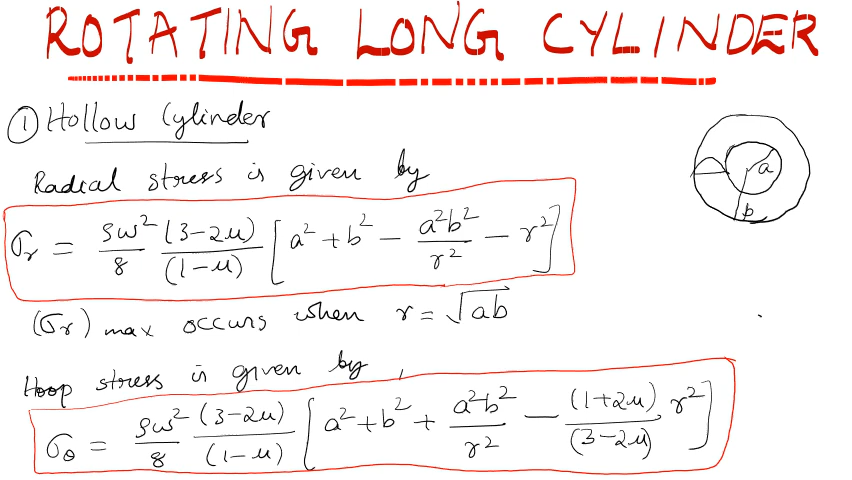 ROTATING LONG CYLINDER
① Hollow Cylinder
Radial stress is given by
σr = ρω²/8 (3-2μ)/(1-μ) [a² + b² - a²b²/r² - r²]
(σr) max occurs when r = √ab
Hoop stress is given by,
σθ = ρω²/8 (3-2μ)/(1-μ) [a² + b² + a²b²/r² - (1+2μ)/(3-2μ) r²]
a
b